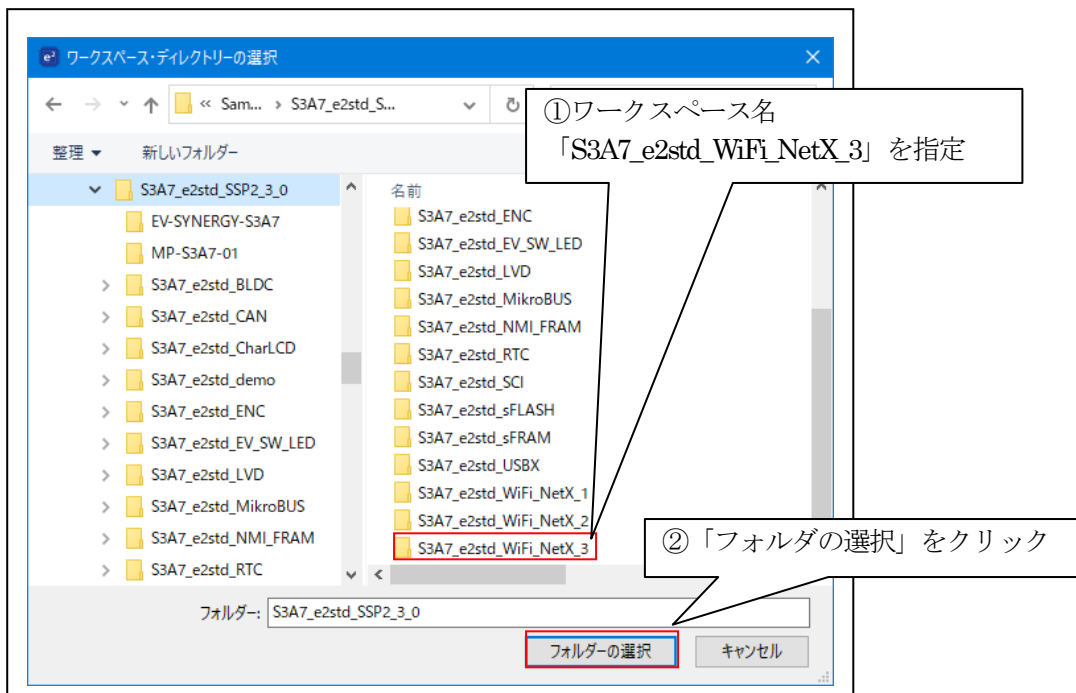 ワークスペース・ディレクトリーの選択
« Sam... › S3A7_e2std_S...
①ワークスペース名
「S3A7_e2std_WiFi_NetX_3」を指定
整理 新しいフォルダー
S3A7_e2std_SSP2_3_0
EV-SYNERGY-S3A7
MP-S3A7-01
S3A7_e2std_BLDC
S3A7_e2std_CAN
S3A7_e2std_CharLCD
S3A7_e2std_demo
S3A7_e2std_ENC
S3A7_e2std_EV_SW_LED
S3A7_e2std_LVD
S3A7_e2std_MikroBUS
S3A7_e2std_NMI_FRAM
S3A7_e2std_RTC
名前
S3A7_e2std_ENC
S3A7_e2std_EV_SW_LED
S3A7_e2std_LVD
S3A7_e2std_MikroBUS
S3A7_e2std_NMI_FRAM
S3A7_e2std_RTC
S3A7_e2std_SCI
S3A7_e2std_sFLASH
S3A7_e2std_sFRAM
S3A7_e2std_USBX
S3A7_e2std_WiFi_NetX_1
S3A7_e2std_WiFi_NetX_2
S3A7_e2std_WiFi_NetX_3
②「フォルダの選択」をクリック
フォルダー: S3A7_e2std_SSP2_3_0
フォルダーの選択 キャンセル